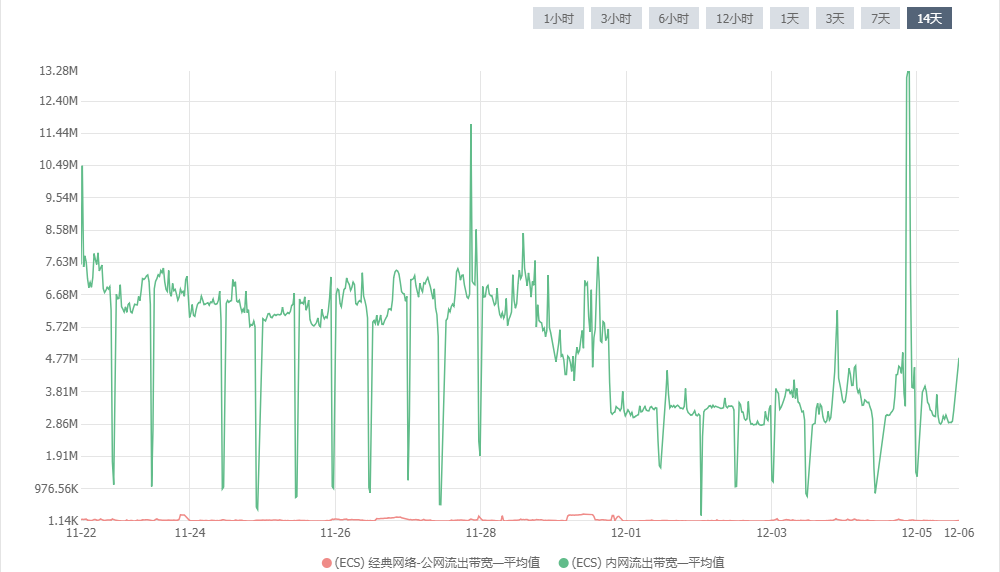 1小时 3小时 6小时 12小时 1天 3天 7天 14天
13.28M
12.40M
11.44M
10.49M
9.54M
8.58M
7.63M
6.68M
5.72M
4.77M
3.81M
2.86M
1.91M
976.56K
1.14K
11-22 11-24 11-26 11-28 12-01 12-03 12-05 12-06
(ECS) 经典网络-公网流出带宽—平均值 (ECS) 内网流出带宽—平均值